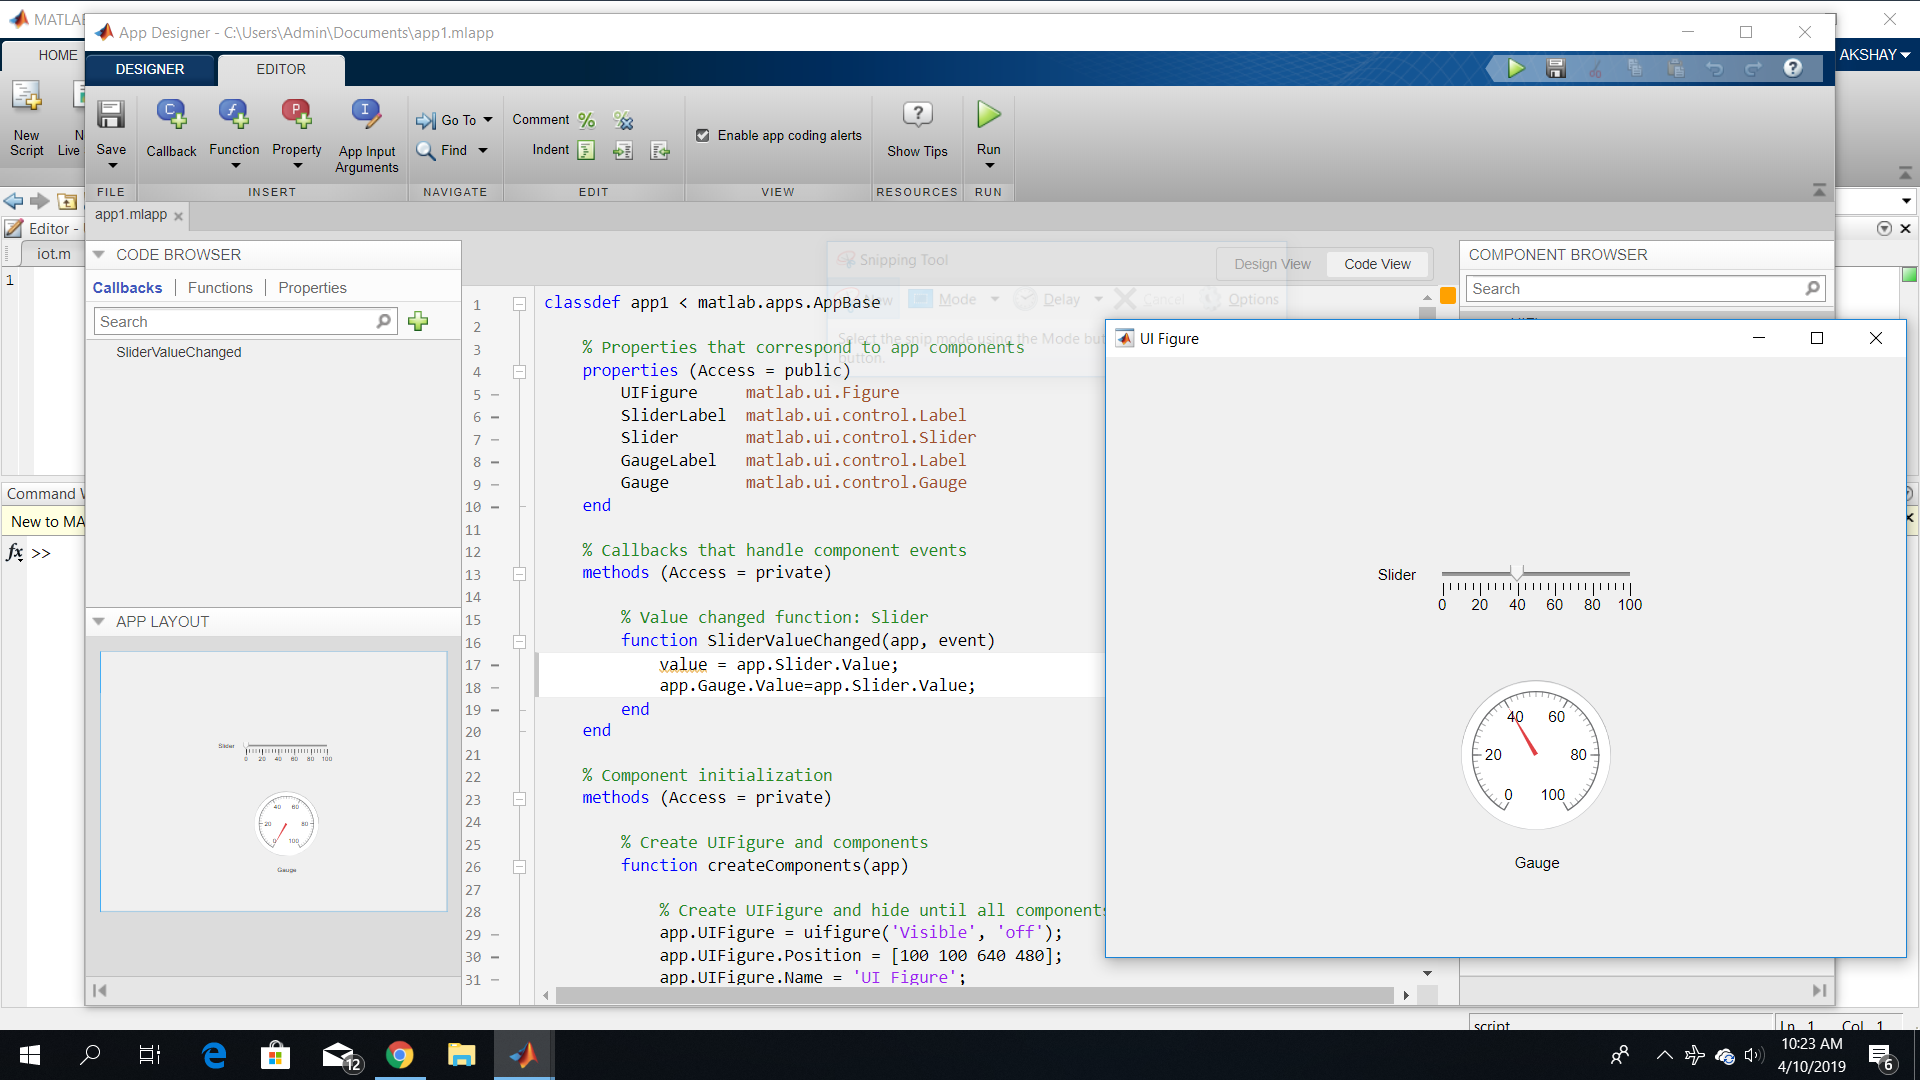 MATLAB
App Designer - C:\Users\Admin\Documents\app1.mlapp
HOME
DESIGNER
EDITOR
AKSHAY
New Script
Live
Save
Callback
Function
Property
App Input Arguments
Go To
Find
Comment
Indent
Enable app coding alerts
Show Tips
Run
FILE
INSERT
NAVIGATE
EDIT
VIEW
RESOURCES
RUN
app1.mlapp
Editor -
iot.m
1
CODE BROWSER
Callbacks
Functions
Properties
Search
SliderValueChanged
Snipping Tool
New
Mode
Delay
Cancel
Options
Select the snip mode using the Mode
button.
Design View
Code View
COMPONENT BROWSER
Search
1 classdef app1 < matlab.apps.AppBase
2
3 % Properties that correspond to app components
4 properties (Access = public)
5 UIFigure matlab.ui.Figure
6 SliderLabel matlab.ui.control.Label
7 Slider matlab.ui.control.Slider
8 GaugeLabel matlab.ui.control.Label
9 Gauge matlab.ui.control.Gauge
10 end
11
12 % Callbacks that handle component events
13 methods (Access = private)
14
15 % Value changed function: Slider
16 function SliderValueChanged(app, event)
17 value = app.Slider.Value;
18 app.Gauge.Value=app.Slider.Value;
19 end
20 end
21
22 % Component initialization
23 methods (Access = private)
24
25 % Create UIFigure and components
26 function createComponents(app)
27
28 % Create UIFigure and hide until all components
29 app.UIFigure = uifigure('Visible', 'off');
30 app.UIFigure.Position = [100 100 640 480];
31 app.UIFigure.Name = 'UI Figure';
Command
New to MA
fx >>
APP LAYOUT
Slider
0 20 40 60 80 100
40 60
20 80
0 100
Gauge
UI Figure
Slider
0 20 40 60 80 100
40 60
20 80
0 100
Gauge
script
Ln 1 Col 1
12
10:23 AM
4/10/2019
6